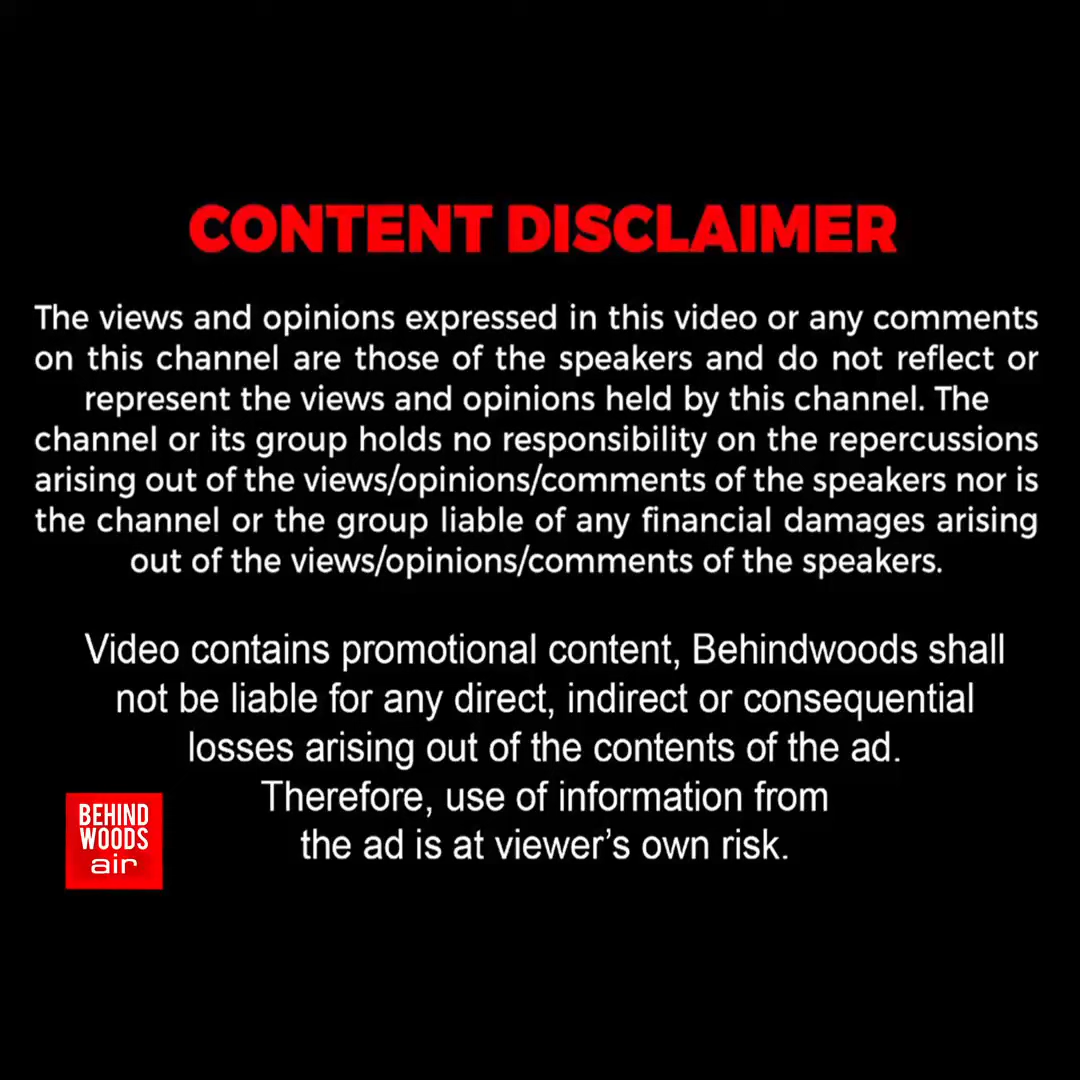 CONTENT DISCLAIMER
The views and opinions expressed in this video or any comments
on this channel are those of the speakers and do not reflect or
represent the views and opinions held by this channel. The
channel or its group holds no responsibility on the repercussions
arising out of the views/opinions/comments of the speakers nor is
the channel or the group liable of any financial damages arising
out of the views/opinions/comments of the speakers.
Video contains promotional content, Behindwoods shall
not be liable for any direct, indirect or consequential
losses arising out of the contents of the ad.
Therefore, use of information from
the ad is at viewer’s own risk.
BEHIND
WOODS
air